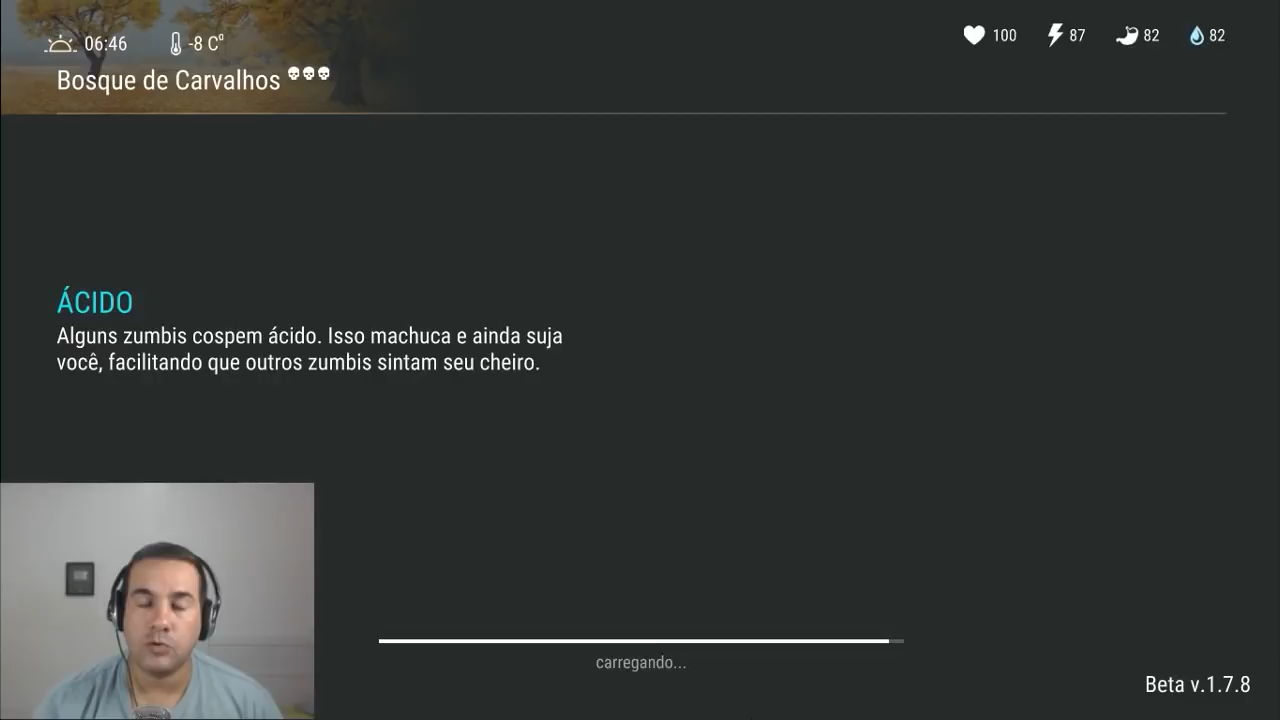 06:46 -8 C° 100 87 82 82
Bosque de Carvalhos
ÁCIDO
Alguns zumbis cospem ácido. Isso machuca e ainda suja
você, facilitando que outros zumbis sintam seu cheiro.
carregando...
Beta v.1.7.8